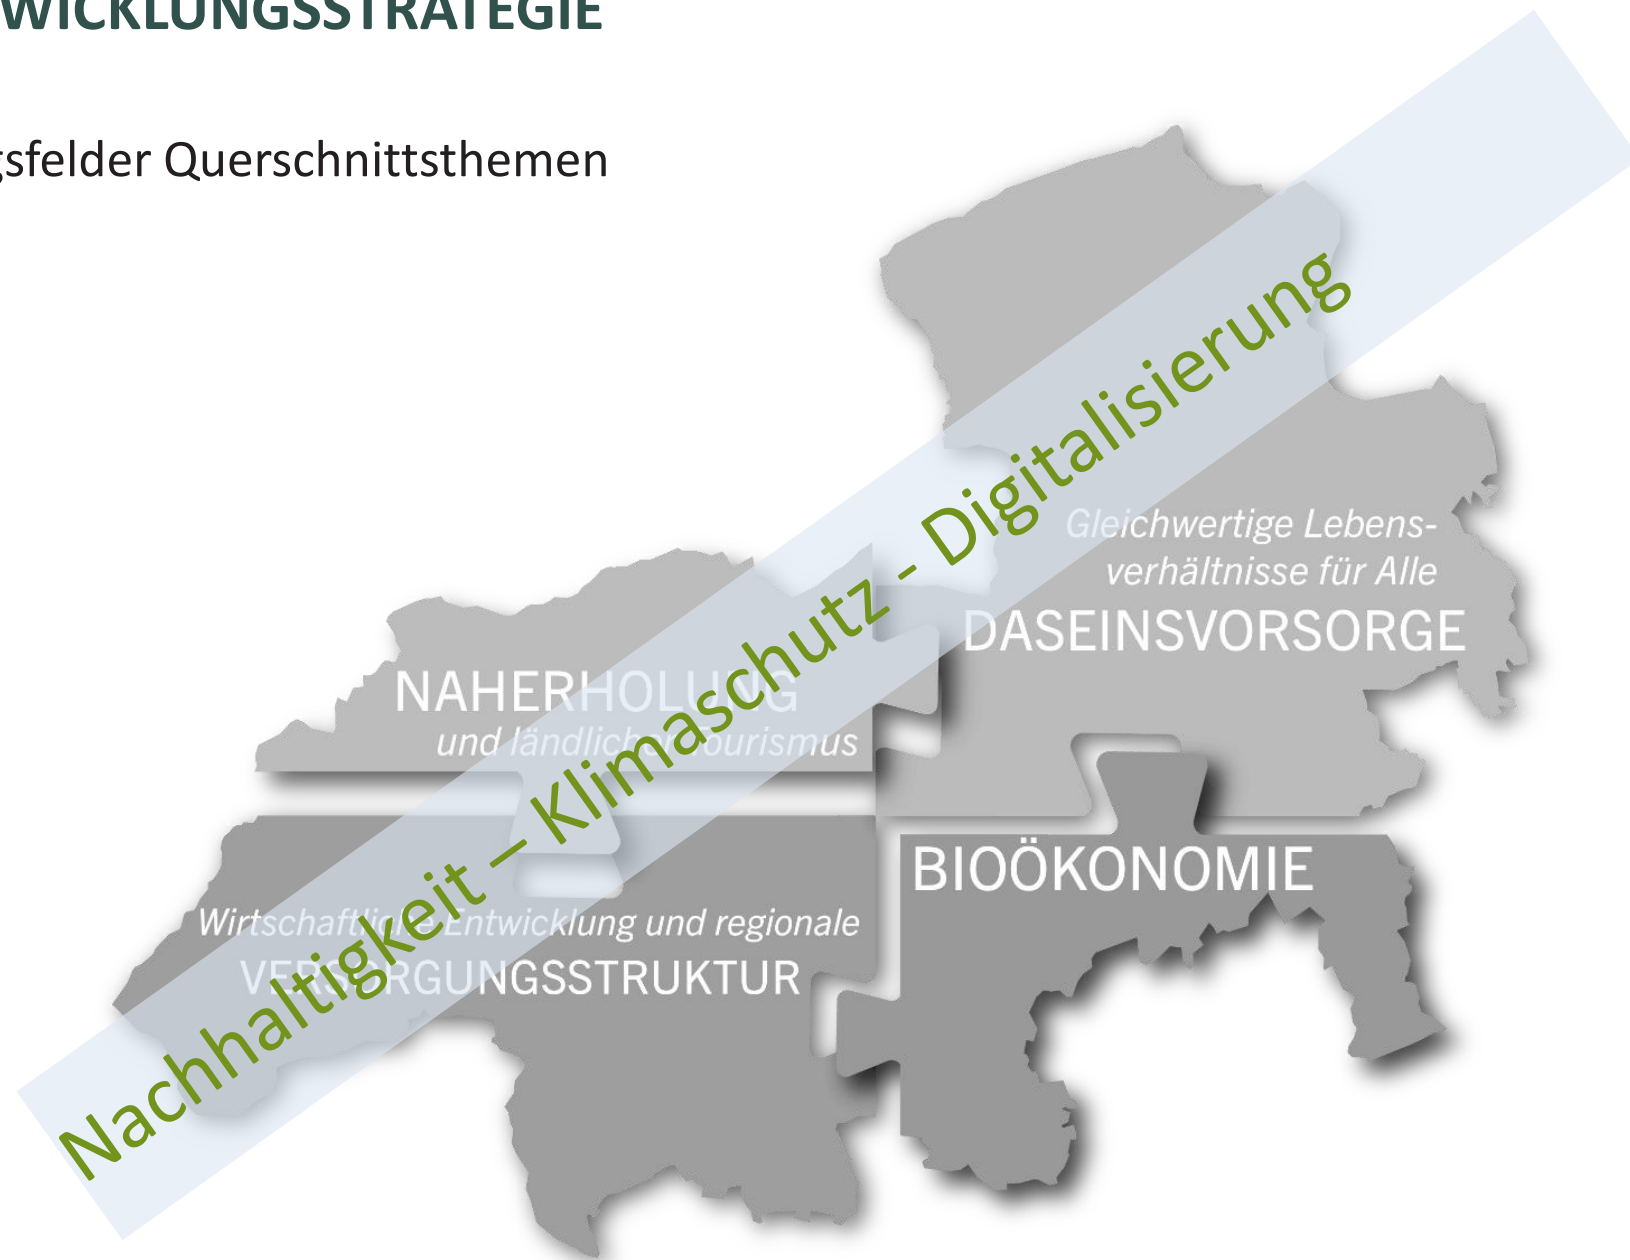 WICKLUNGSSTRATEGIE
gsfelder Querschnittsthemen
Gleichwertige Lebens-
verhältnisse für Alle
DASEINSVORSORGE
NAHERHOLUNG
und ländlicher Tourismus
BIOÖKONOMIE
Wirtschaftliche Entwicklung und regionale
VERSORGUNGSSTRUKTUR
Nachhaltigkeit – Klimaschutz - Digitalisierung